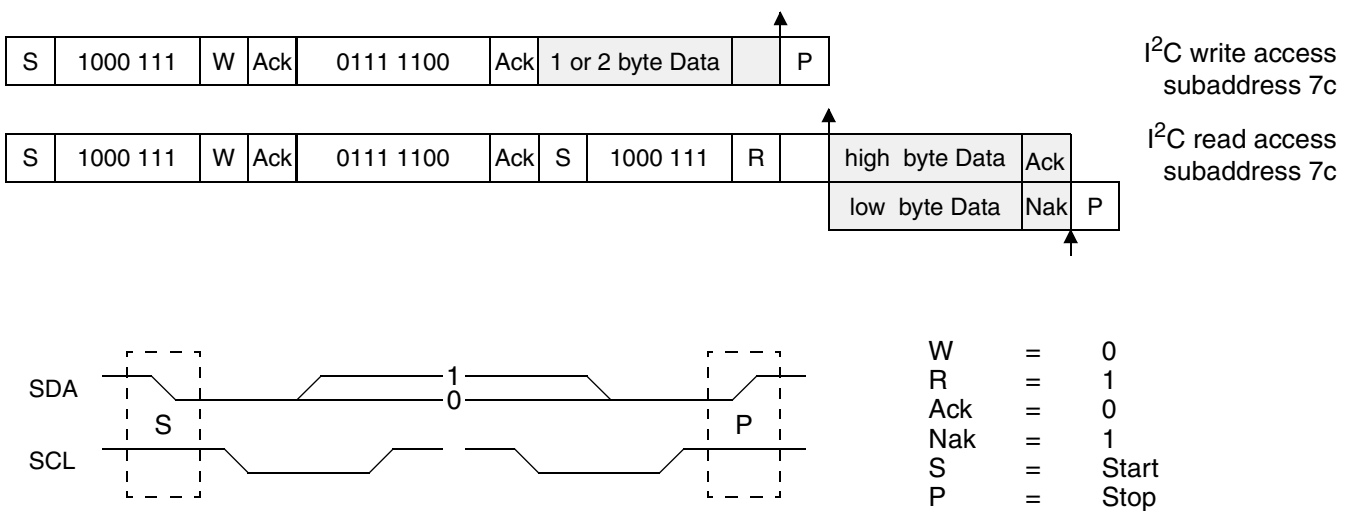 S 1000 111 W Ack 0111 1100 Ack 1 or 2 byte Data P
I²C write access
subaddress 7c
S 1000 111 W Ack 0111 1100 Ack S 1000 111 R high byte Data Ack
I²C read access
subaddress 7c
low byte Data Nak P
SDA 1
0
S P
SCL
W = 0
R = 1
Ack = 0
Nak = 1
S = Start
P = Stop